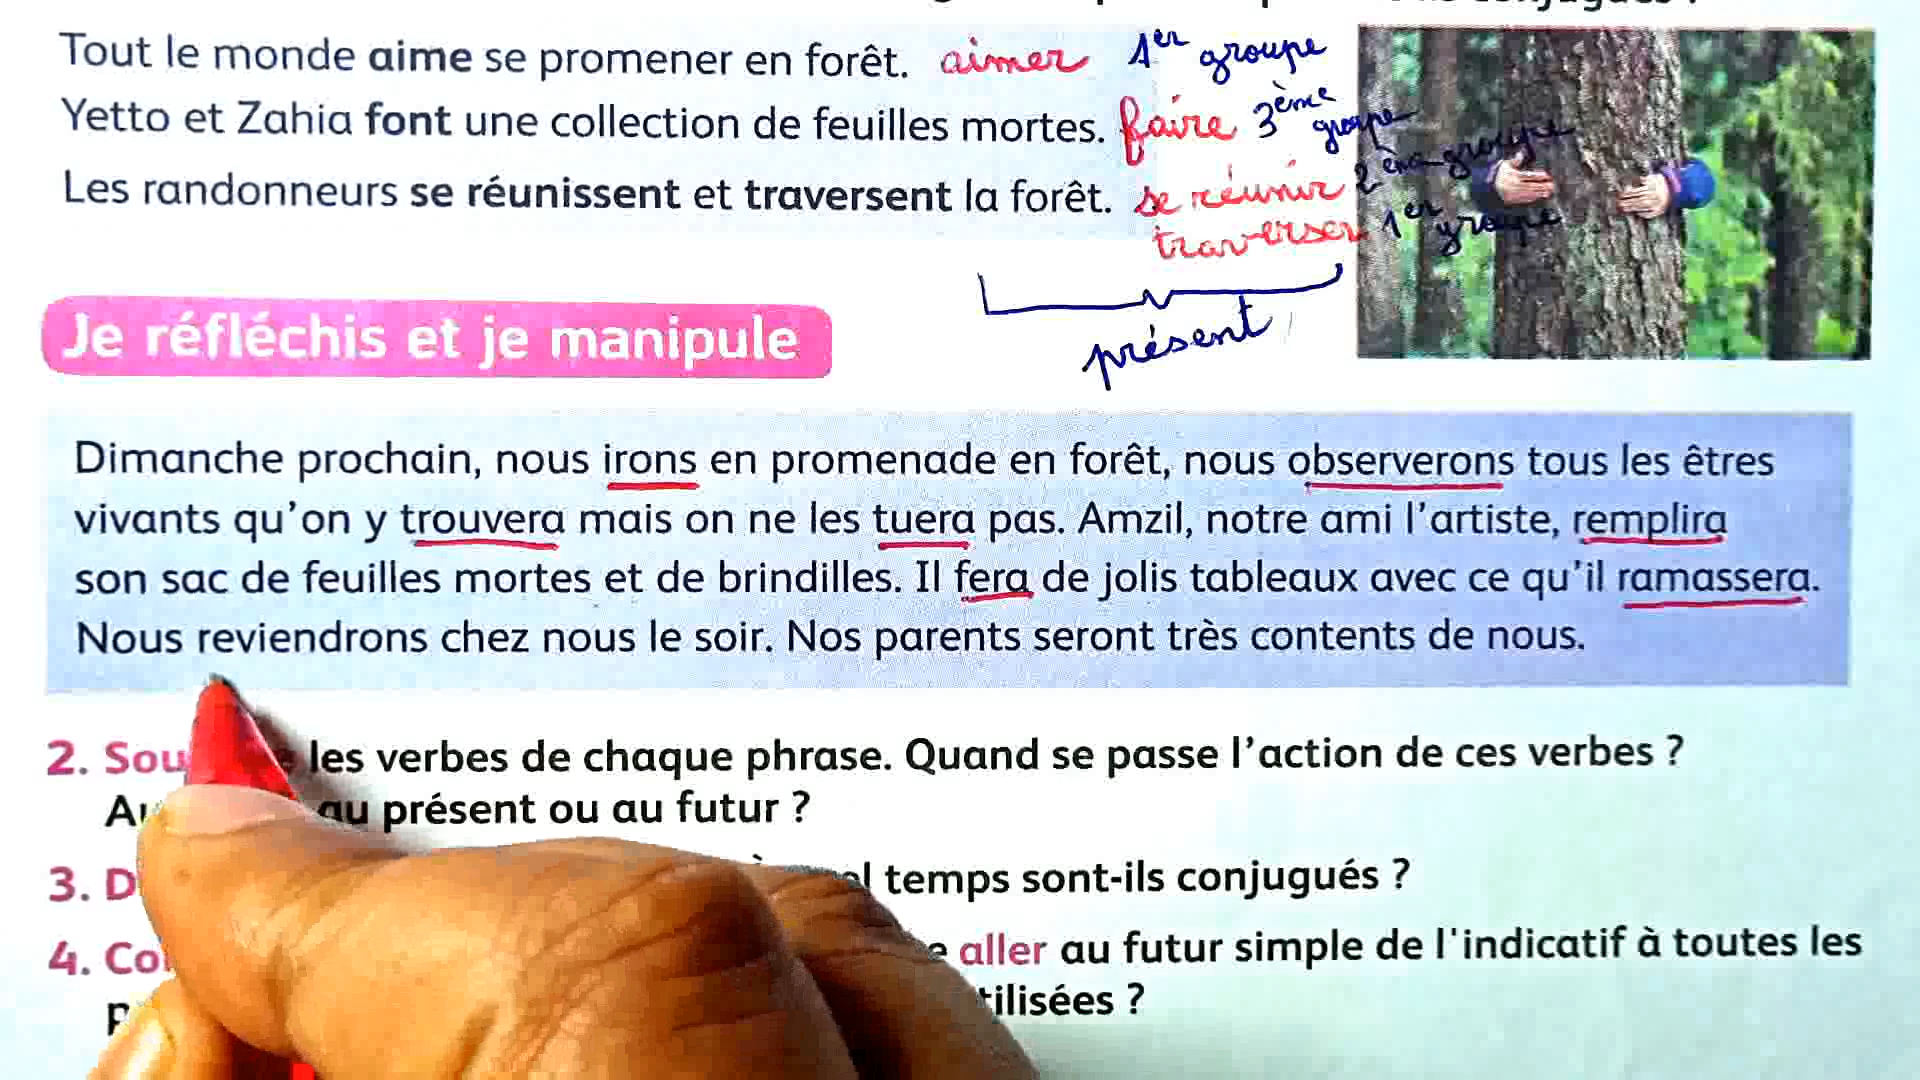 conjugués ?
Tout le monde aime se promener en forêt. aimer 1er groupe
Yetto et Zahia font une collection de feuilles mortes. faire 3ème groupe
Les randonneurs se réunissent et traversent la forêt. se réunir 2ème groupe
traverser 1er groupe
présent
Je réfléchis et je manipule
Dimanche prochain, nous irons en promenade en forêt, nous observerons tous les êtres
vivants qu'on y trouvera mais on ne les tuera pas. Amzil, notre ami l'artiste, remplira
son sac de feuilles mortes et de brindilles. Il fera de jolis tableaux avec ce qu'il ramassera.
Nous reviendrons chez nous le soir. Nos parents seront très contents de nous.
2. les verbes de chaque phrase. Quand se passe l'action de ces verbes ?
au présent ou au futur ?
3. temps sont-ils conjugués ?
4. aller au futur simple de l'indicatif à toutes les